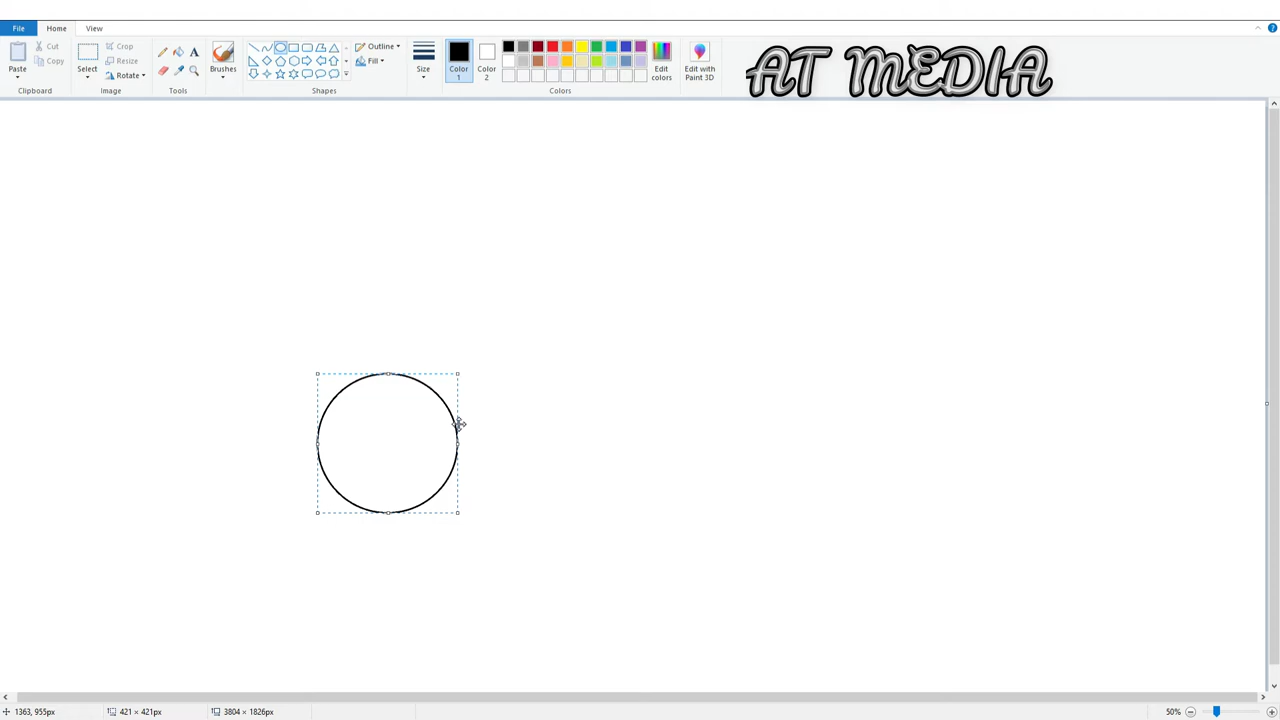 File Home View
Paste Cut Copy Clipboard
Select Crop Resize Rotate Image
A Tools
Brushes
Outline Fill Shapes
Size
Color 1 Color 2 Edit colors Colors
Edit with Paint 3D
AT MEDIA
1363, 955px 421 × 421px 3804 × 1826px 50%